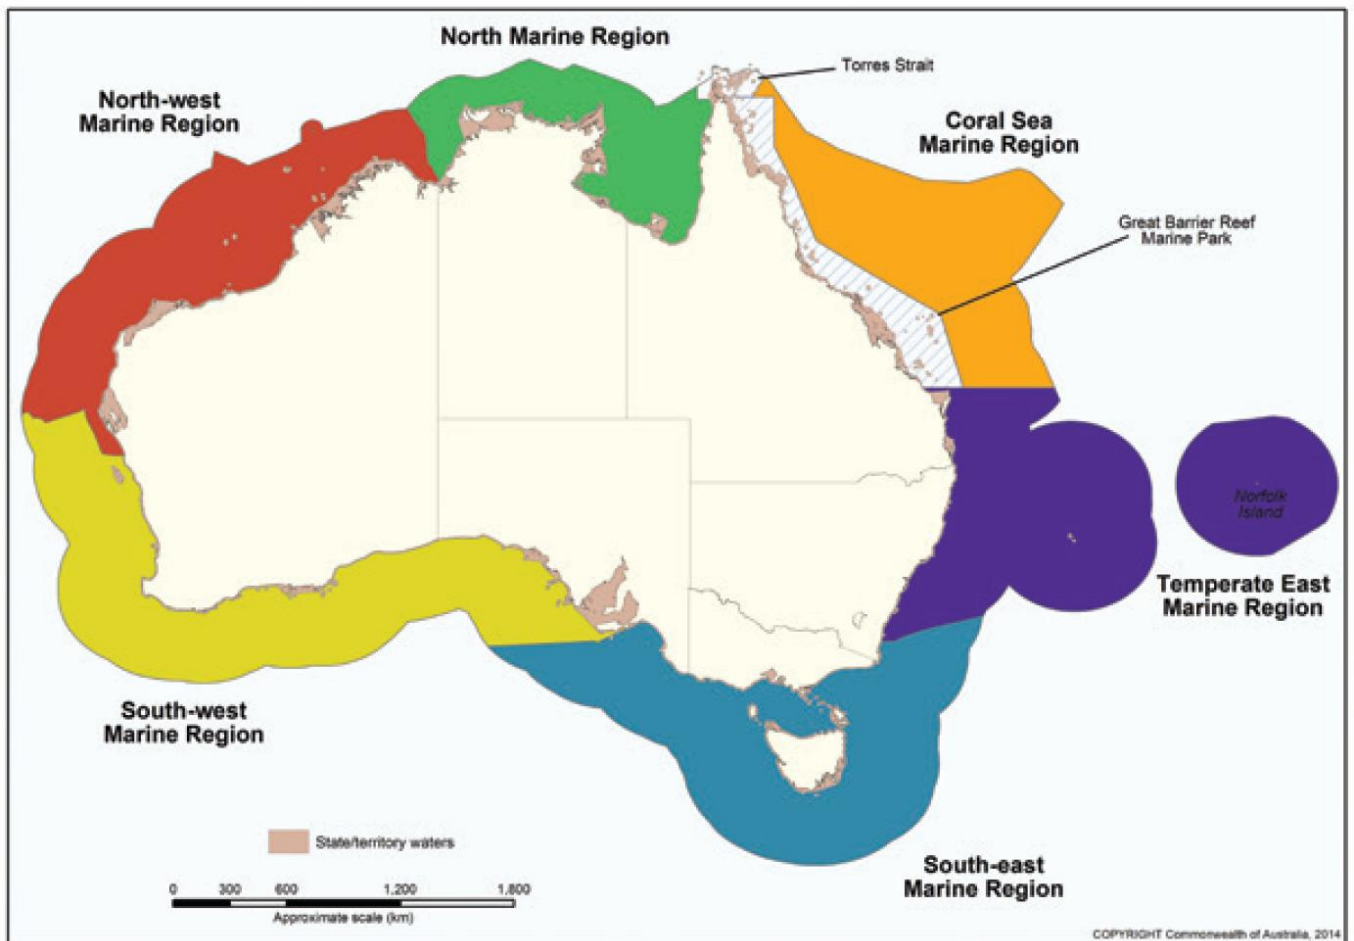 North Marine Region
Torres Strait
North-west
Marine Region
Coral Sea
Marine Region
Great Barrier Reef
Marine Park
Norfolk
Island
Temperate East
Marine Region
South-west
Marine Region
State/territory waters
South-east
Marine Region
0 300 600 1,200 1,800
Approximate scale (km)
COPYRIGHT Commonwealth of Australia, 2014